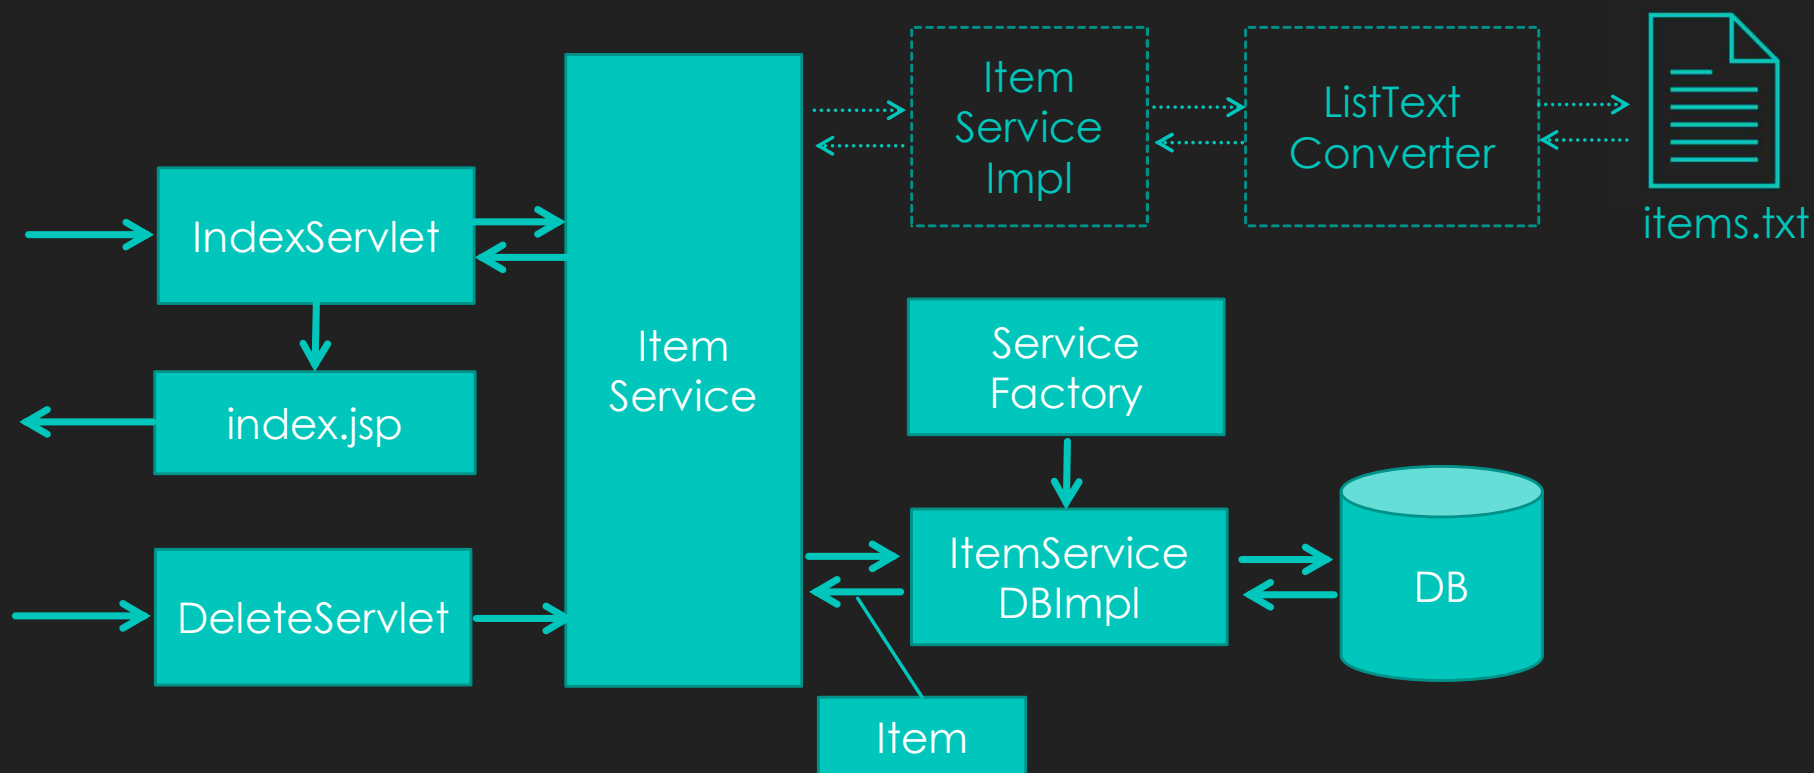 Item
Service
Impl
ListText
Converter
items.txt
IndexServlet
Item
Service
Service
Factory
index.jsp
ItemService
DBImpl
DB
DeleteServlet
Item